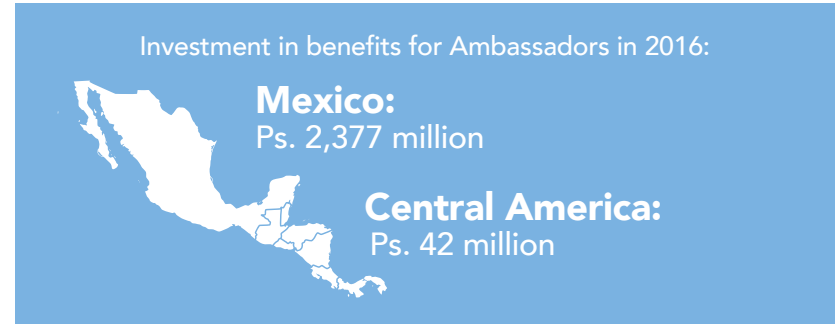 Investment in benefits for Ambassadors in 2016:
Mexico:
Ps. 2,377 million
Central America:
Ps. 42 million